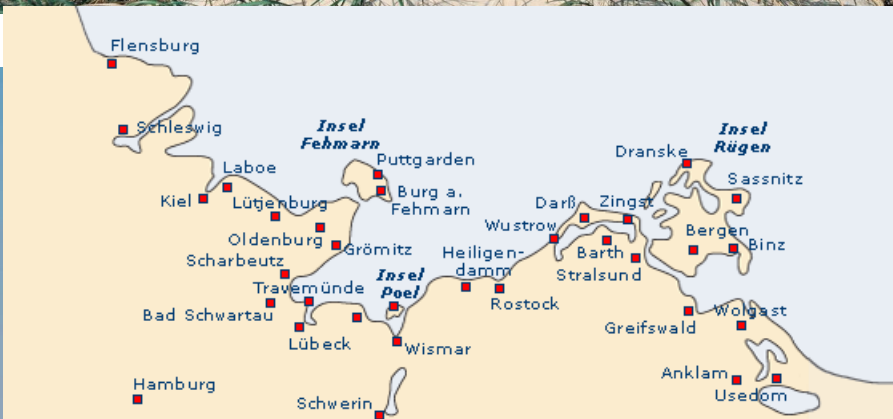 Flensburg
Schleswig
Insel
Fehmarn
Puttgarden
Laboe
Kiel
Lütjenburg
Burg a.
Fehmarn
Oldenburg
Grömitz
Scharbeutz
Insel
Poel
Travemünde
Bad Schwartau
Lübeck
Wismar
Hamburg
Schwerin
Heiligen-
damm
Rostock
Wustrow
Darß
Zingst
Barth
Stralsund
Dranske
Insel
Rügen
Sassnitz
Bergen
Binz
Greifswald
Wolgast
Anklam
Usedom